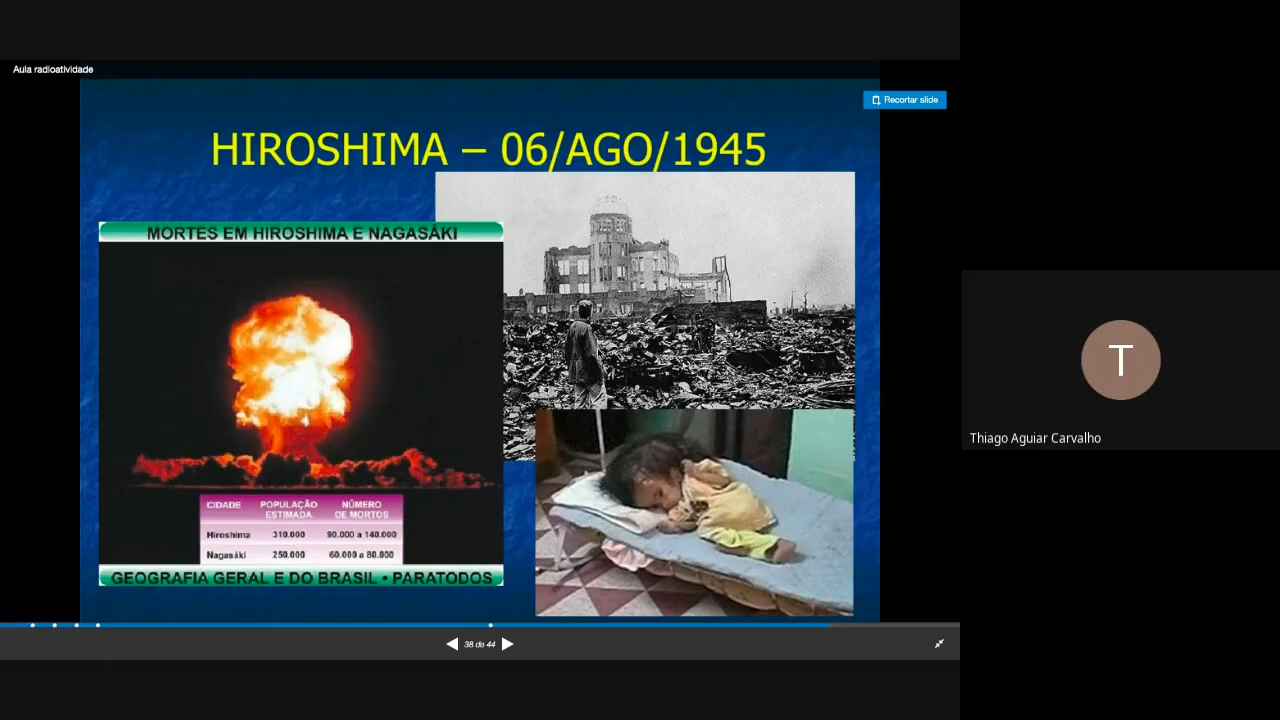 Aula radioatividade
Recortar slide
HIROSHIMA – 06/AGO/1945
MORTES EM HIROSHIMA E NAGASÁKI
CIDADE POPULAÇÃO ESTIMADA NÚMERO DE MORTOS
Hiroshima 310.000 90.000 a 140.000
Nagasáki 250.000 60.000 a 80.000
GEOGRAFIA GERAL E DO BRASIL • PARATODOS
38 de 44
T
Thiago Aguiar Carvalho